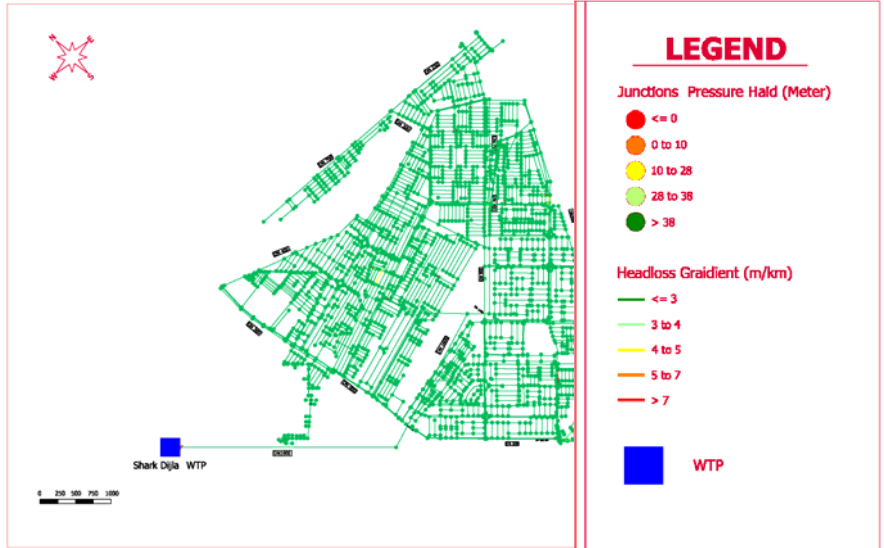 N
E
W
S
Shark Dijla WTP
0 250 500 750 1000
LEGEND
Junctions Pressure Hald (Meter)
<= 0
0 to 10
10 to 28
28 to 38
> 38
Headloss Graidient (m/km)
<= 3
3 to 4
4 to 5
5 to 7
> 7
WTP